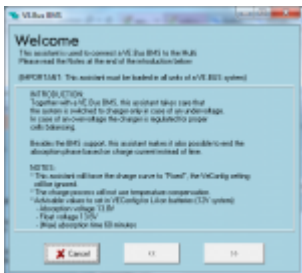 VE.Bus BMS
Welcome
This assistant is used to connect a VE.Bus BMS to the Multi.
Please read the Notes at the end of the introduction below
(IMPORTANT: This assistant must be loaded in all units of a VE.BUS system)
INTRODUCTION:
Together with a VE.Bus BMS, this assistant takes care that
the system is switched to charger only in case of an under-voltage.
In case of an over-voltage the charger is regulated for proper
cells balancing.
Besides the BMS support, this assistant makes it also possible to end the
absorption phase based on charge current instead of time.
NOTES:
* This assistant will force the charge curve to "Fixed", the VeConfig setting
will be ignored.
* The charge process will not use temperature compensation.
* Advisable values to set in VEConfig for Li-Ion batteries (12V system)
- Absorption voltage
- Float voltage
- (Max) absorption time 60 minutes
Cancel
<<
>>